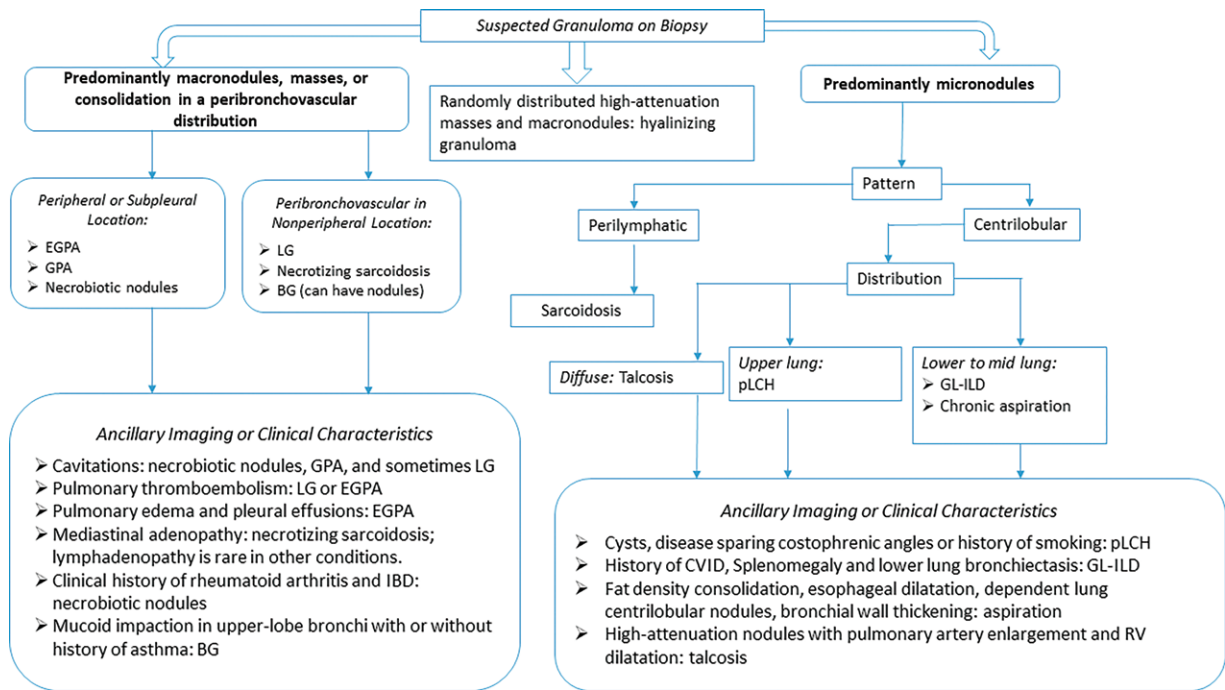 Suspected Granuloma on Biopsy
Predominantly macronodules, masses, or
consolidation in a peribronchovascular
distribution
Randomly distributed high-attenuation
masses and macronodules: hyalinizing
granuloma
Predominantly micronodules
Peripheral or Subpleural
Location:
➤ EGPA
➤ GPA
➤ Necrobiotic nodules
Peribronchovascular in
Nonperipheral Location:
➤ LG
➤ Necrotizing sarcoidosis
➤ BG (can have nodules)
Pattern
Perilymphatic
Centrilobular
Sarcoidosis
Distribution
Diffuse: Talcosis
Upper lung:
pLCH
Lower to mid lung:
➤ GL-ILD
➤ Chronic aspiration
Ancillary Imaging or Clinical Characteristics
➤ Cavitations: necrobiotic nodules, GPA, and sometimes LG
➤ Pulmonary thromboembolism: LG or EGPA
➤ Pulmonary edema and pleural effusions: EGPA
➤ Mediastinal adenopathy: necrotizing sarcoidosis;
lymphadenopathy is rare in other conditions.
➤ Clinical history of rheumatoid arthritis and IBD:
necrobiotic nodules
➤ Mucoid impaction in upper-lobe bronchi with or without
history of asthma: BG
Ancillary Imaging or Clinical Characteristics
➤ Cysts, disease sparing costophrenic angles or history of smoking: pLCH
➤ History of CVID, Splenomegaly and lower lung bronchiectasis: GL-ILD
➤ Fat density consolidation, esophageal dilatation, dependent lung
centrilobular nodules, bronchial wall thickening: aspiration
➤ High-attenuation nodules with pulmonary artery enlargement and RV
dilatation: talcosis